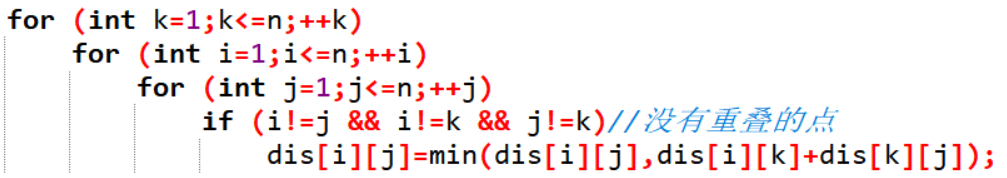 for (int k=1;k<=n;++k)
    for (int i=1;i<=n;++i)
        for (int j=1;j<=n;++j)
            if (i!=j && i!=k && j!=k)//没有重叠的点
                dis[i][j]=min(dis[i][j],dis[i][k]+dis[k][j]);